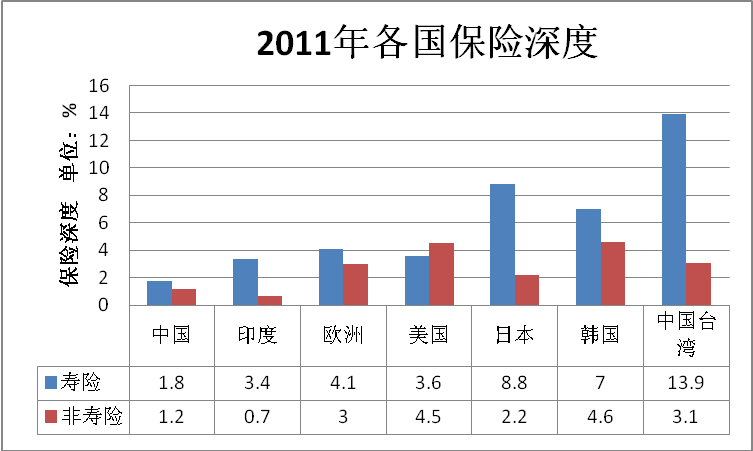 2011年各国保险深度
保险深度 单位：%
16
14
12
10
8
6
4
2
0
中国 印度 欧洲 美国 日本 韩国 中国台
湾
寿险 1.8 3.4 4.1 3.6 8.8 7 13.9
非寿险 1.2 0.7 3 4.5 2.2 4.6 3.1